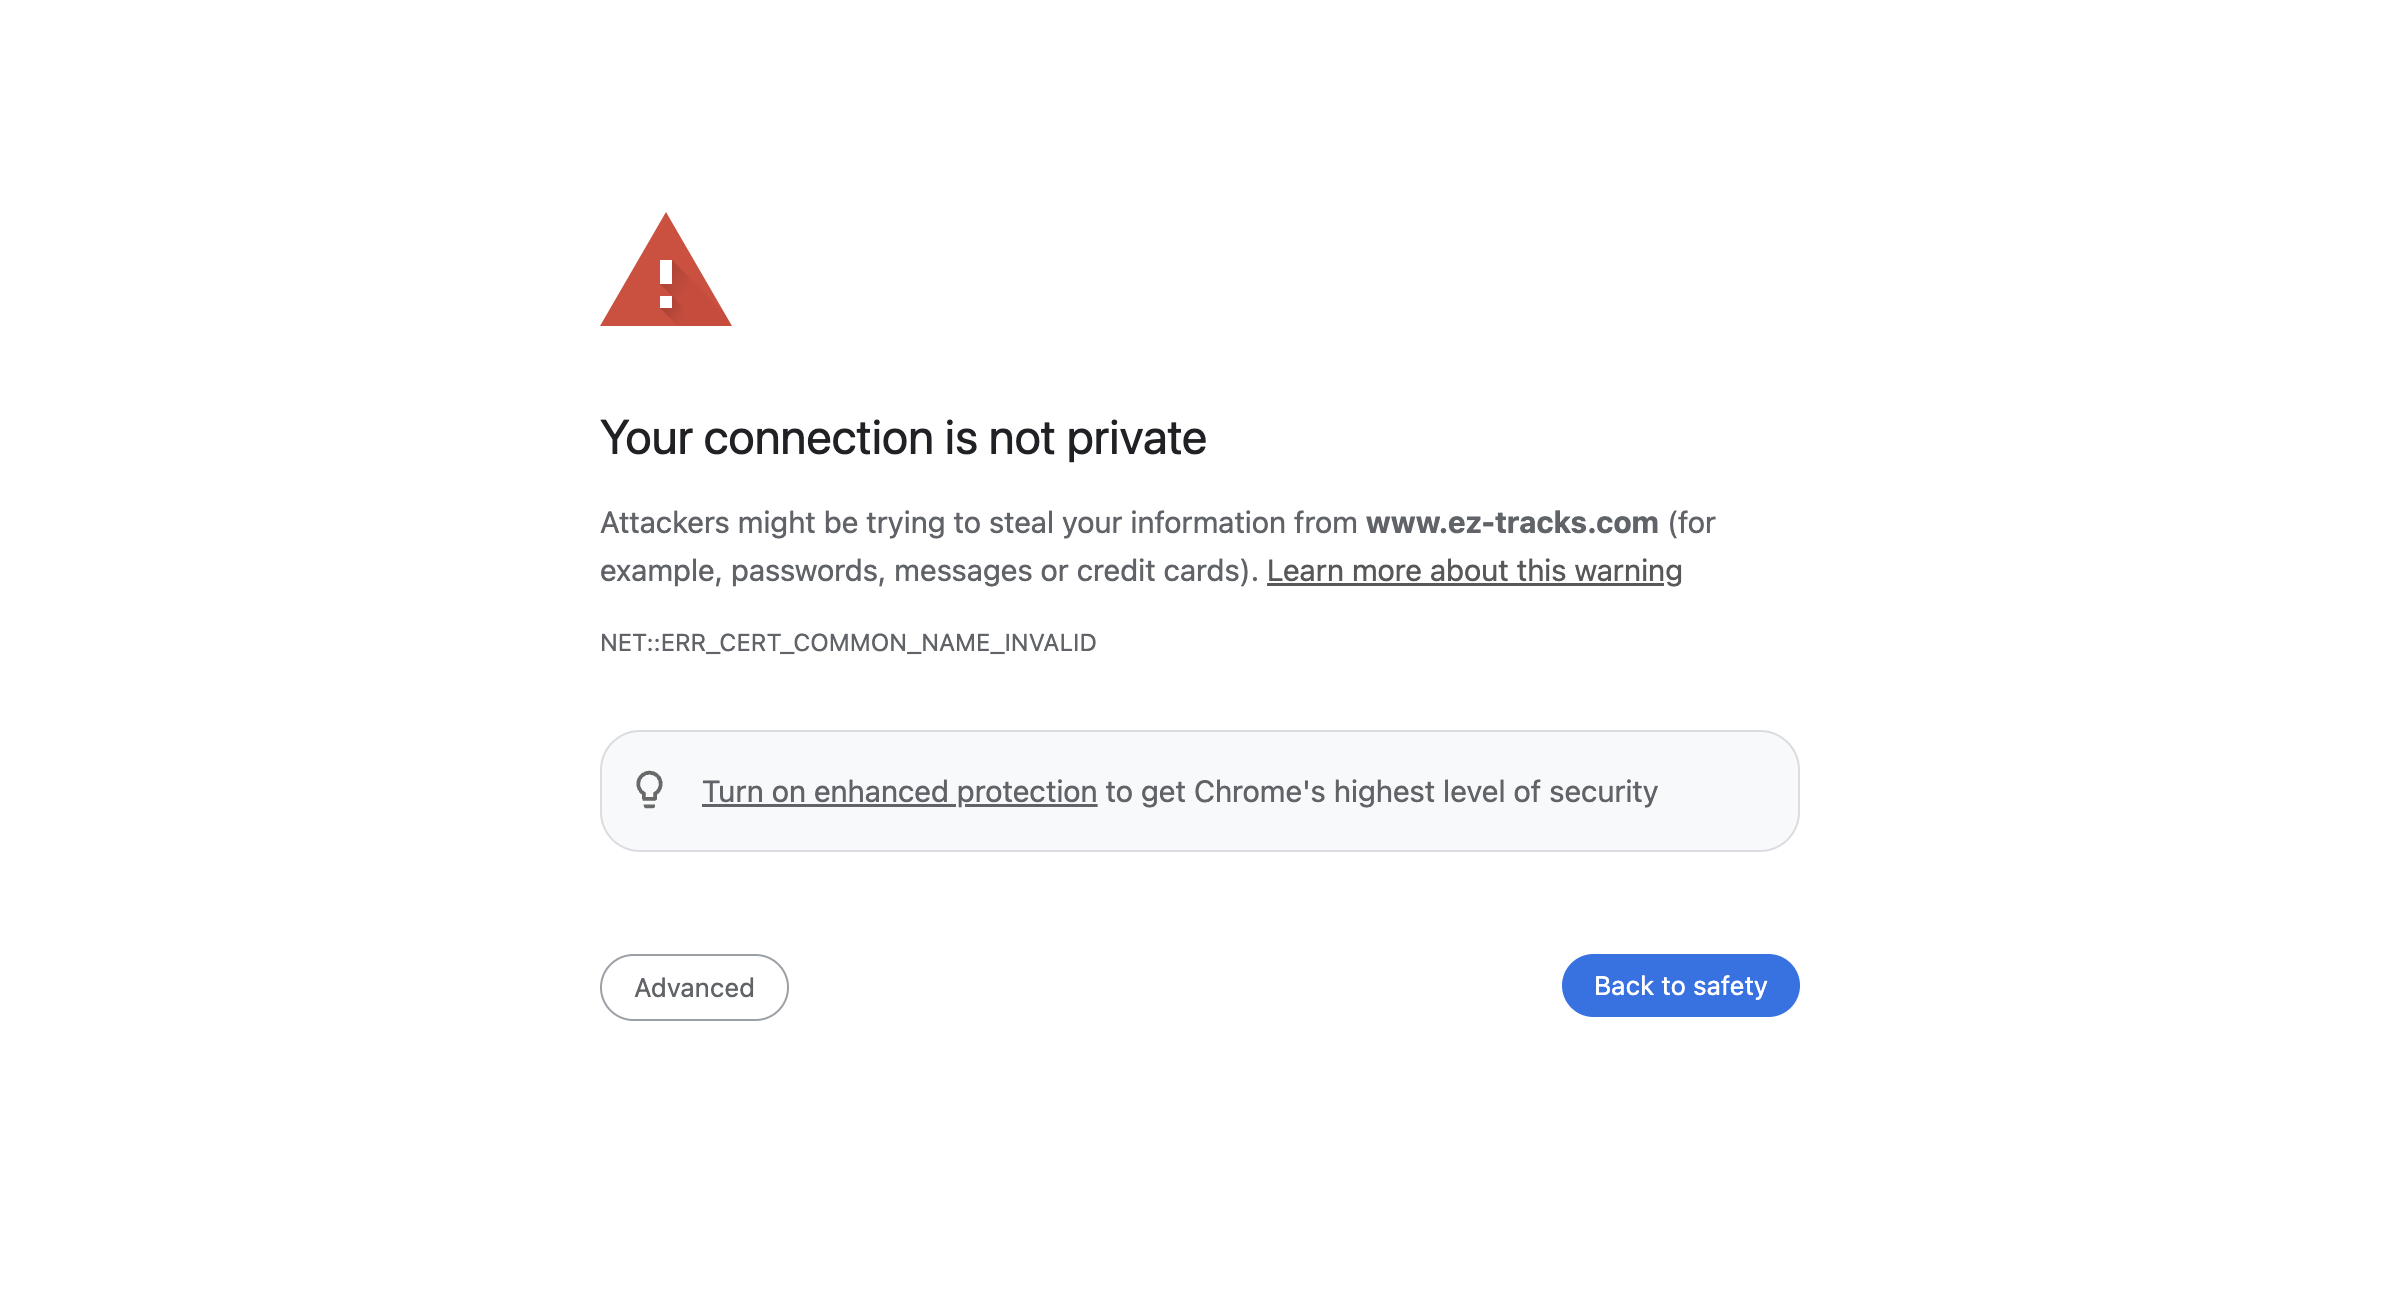 Your connection is not private
Attackers might be trying to steal your information from www.ez-tracks.com (for
example, passwords, messages or credit cards). Learn more about this warning
NET::ERR_CERT_COMMON_NAME_INVALID
Turn on enhanced protection to get Chrome's highest level of security
Advanced
Back to safety